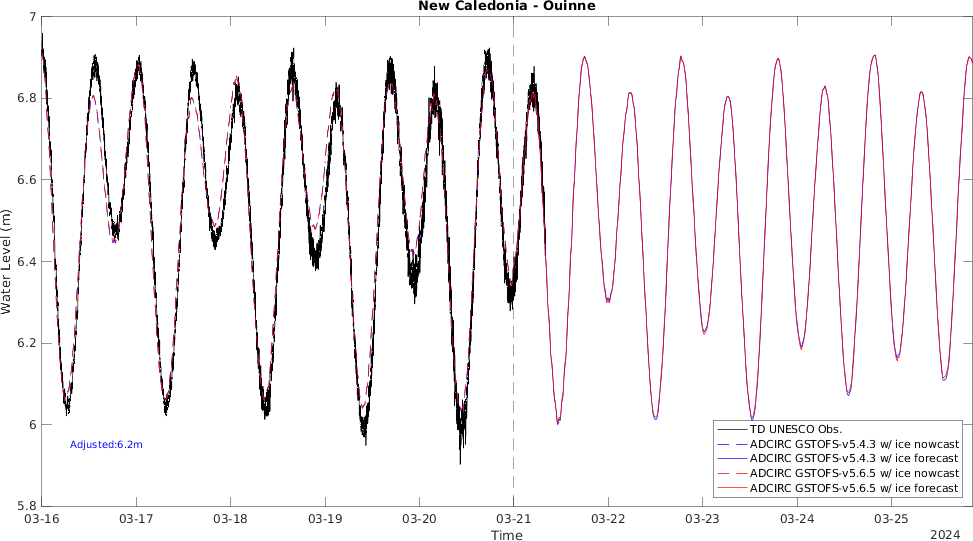 New Caledonia - Ouinne
7
6.8
6.6
6.4
6.2
6
5.8
Water Level (m)
Adjusted:6.2m
TD UNESCO Obs.
ADCIRC GSTOFS-v5.4.3 w/ ice nowcast
ADCIRC GSTOFS-v5.4.3 w/ ice forecast
ADCIRC GSTOFS-v5.6.5 w/ ice nowcast
ADCIRC GSTOFS-v5.6.5 w/ ice forecast
03-16 03-17 03-18 03-19 03-20 03-21 03-22 03-23 03-24 03-25
Time
2024